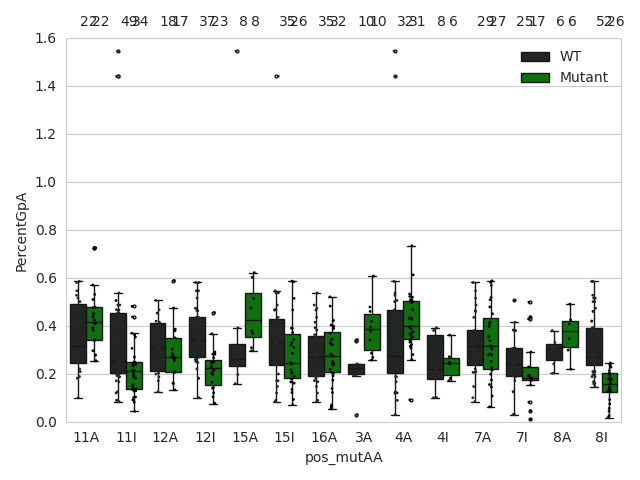 22 22 49 34 18 17 37 23 8 8 35 26 35 32 10 10 32 31 8 6 29 27 25 17 6 6 52 26
1.6
1.4
1.2
1.0
0.8
0.6
0.4
0.2
0.0
PercentGpA
WT
Mutant
11A 11I 12A 12I 15A 15I 16A 3A 4A 4I 7A 7I 8A 8I
pos_mutAA